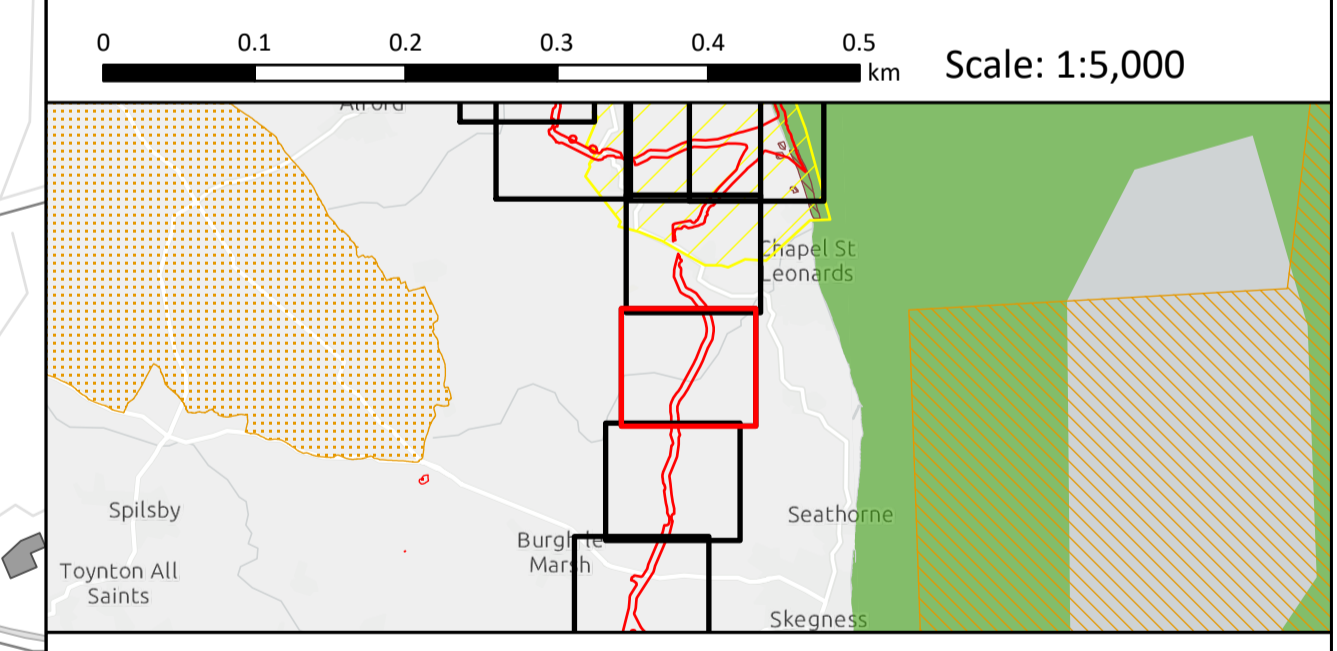 0 0.1 0.2 0.3 0.4 0.5
km
Scale: 1:5,000
Alford
Chapel St
Leonards
Spilsby
Seathorne
Burgh le
Marsh
Toynton All
Saints
Skegness